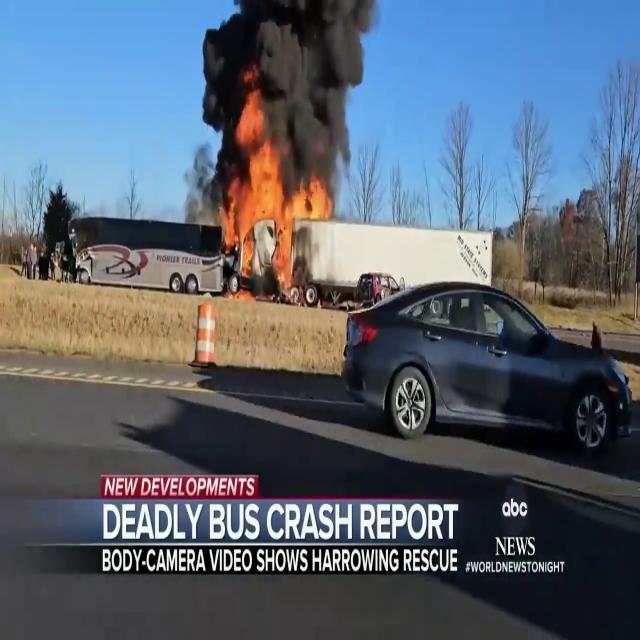 PIONEER TRAILS
NEW DEVELOPMENTS
DEADLY BUS CRASH REPORT
BODY-CAMERA VIDEO SHOWS HARROWING RESCUE
abc
NEWS
#WORLDNEWSTONIGHT